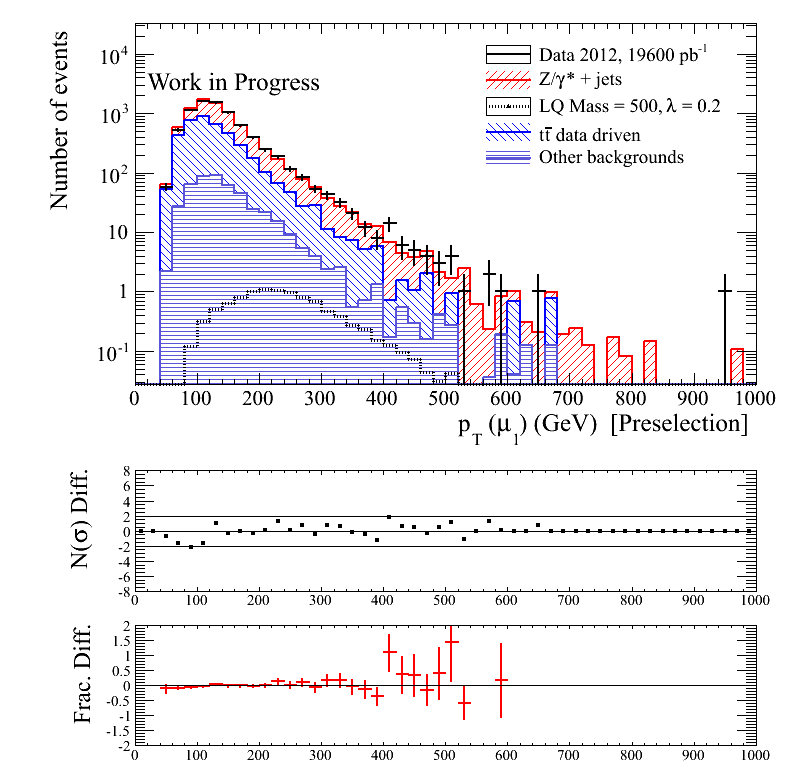 Number of events
10⁴
10³
10²
10
1
10⁻¹
Work in Progress
Data 2012, 19600 pb⁻¹
Z/γ* + jets
LQ Mass = 500, λ = 0.2
tt̄ data driven
Other backgrounds
0 100 200 300 400 500 600 700 800 900 1000
p_T (μ_1) (GeV) [Preselection]
N(σ) Diff.
8
6
4
2
0
-2
-4
-6
-8
0 100 200 300 400 500 600 700 800 900 1000
Frac. Diff.
2
1.5
1
0.5
0
-0.5
-1
-1.5
-2
0 100 200 300 400 500 600 700 800 900 1000